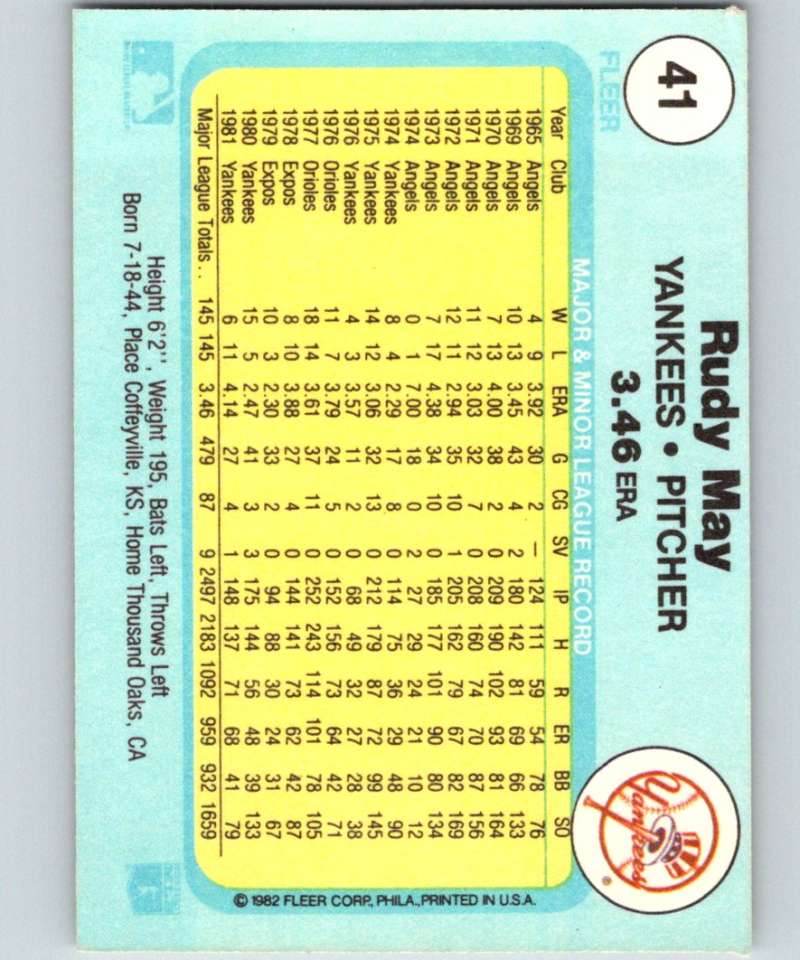 41
FLEER
Rudy May
YANKEES • PITCHER
3.46 ERA
Yankees
MAJOR & MINOR LEAGUE RECORD
Year Club W L ERA G CG SV IP H R ER BB SO
1965 Angels 4 9 3.92 30 2 — 124 111 59 54 78 76
1969 Angels 10 13 3.45 43 4 2 180 142 81 69 66 133
1970 Angels 7 13 4.00 38 2 0 209 190 102 93 81 164
1971 Angels 11 12 3.03 32 7 0 208 160 74 70 87 156
1972 Angels 12 11 2.94 35 10 1 205 162 79 67 82 169
1973 Angels 7 17 4.38 34 10 0 185 177 101 90 80 134
1974 Angels 0 1 7.00 18 0 2 27 29 24 21 10 12
1974 Yankees 8 4 2.29 17 8 0 114 75 36 29 48 90
1975 Yankees 14 12 3.06 32 13 0 212 179 87 72 99 145
1976 Yankees 4 3 3.57 11 2 0 68 49 32 27 28 38
1976 Orioles 11 7 3.79 24 5 0 152 156 73 64 42 71
1977 Orioles 18 14 3.61 37 11 0 252 243 114 101 78 105
1978 Expos 8 10 3.88 27 4 0 144 141 73 62 42 87
1979 Expos 10 3 2.30 33 2 0 94 88 30 24 31 67
1980 Yankees 15 5 2.47 41 3 3 175 144 56 48 39 133
1981 Yankees 6 11 4.14 27 4 1 148 137 71 68 41 79
Major League Totals . . 145 145 3.46 479 87 9 2497 2183 1092 959 932 1659
© 1982 FLEER CORP., PHILA., PRINTED IN U.S.A.
Height 6'2'', Weight 195, Bats Left, Throws Left
Born 7-18-44, Place Coffeyville, KS, Home Thousand Oaks, CA